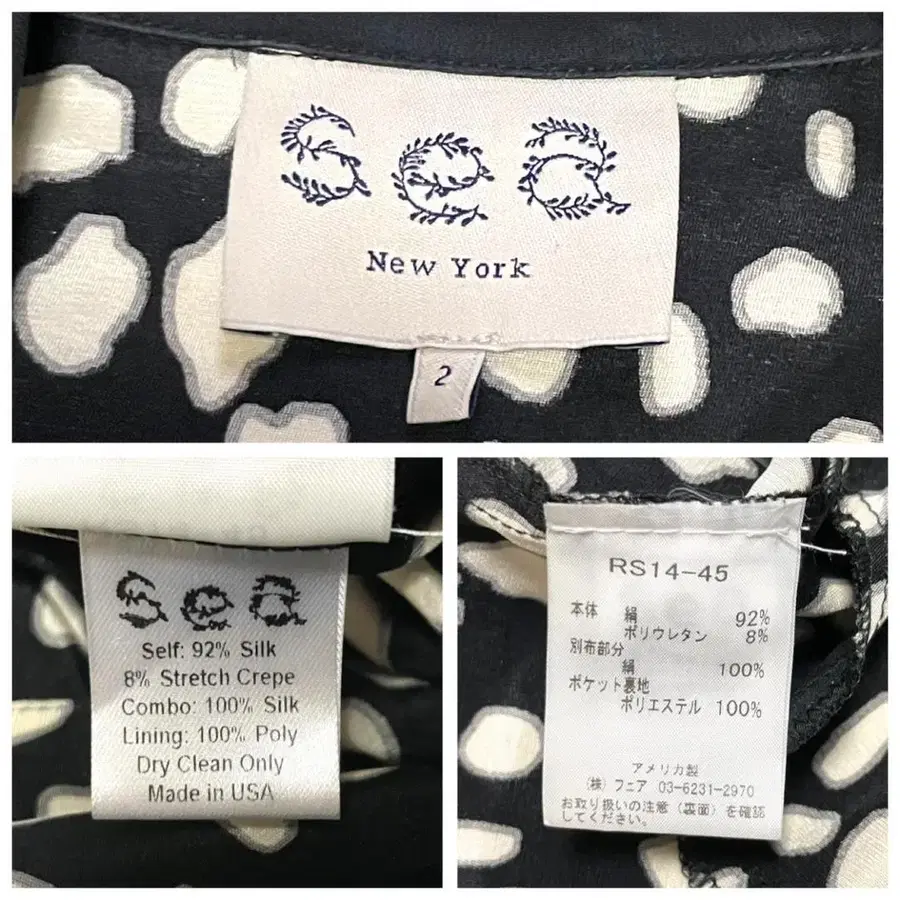 Sea
New York
2
Sea
Self: 92% Silk
8% Stretch Crepe
Combo: 100% Silk
Lining: 100% Poly
Dry Clean Only
Made in USA
RS14-45
本体 絹 92%
ポリウレタン 8%
別布部分
絹 100%
ポケット裏地
ポリエステル 100%
アメリカ製
(株) フェア 03-6231-2970
お取り扱いの注意 (裏面) を確認
してください。